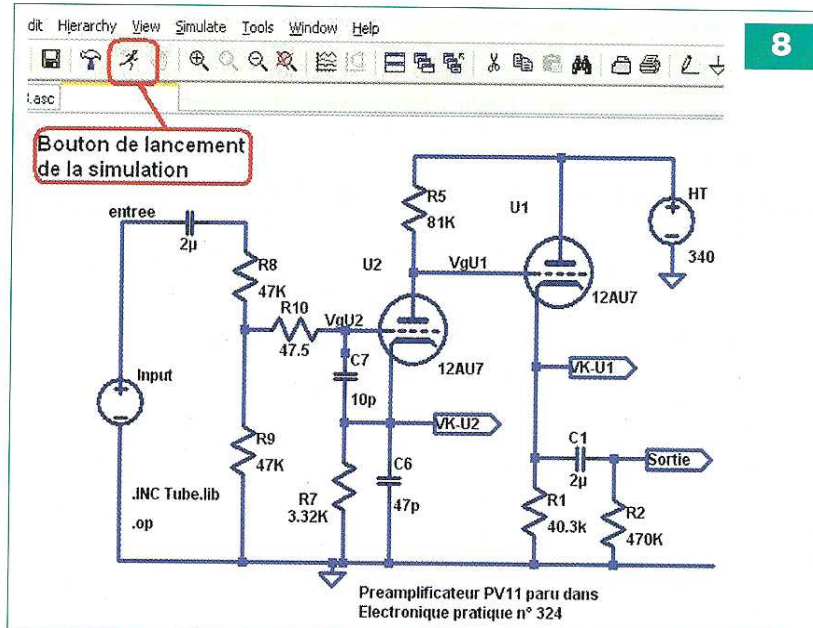 dit Hierarchy View Simulate Tools Window Help
8
.asc
Bouton de lancement
de la simulation
entree
2µ
R8
47K
R10
47.5
VgU2
U2
R5
81K
VgU1
U1
12AU7
HT
340
C7
10p
12AU7
VK-U1
Input
VK-U2
R9
47K
R7
3.32K
C6
47p
C1
2µ
Sortie
R1
40.3k
R2
470K
.INC Tube.lib
.op
Preamplificateur PV11 paru dans
Electronique pratique n° 324